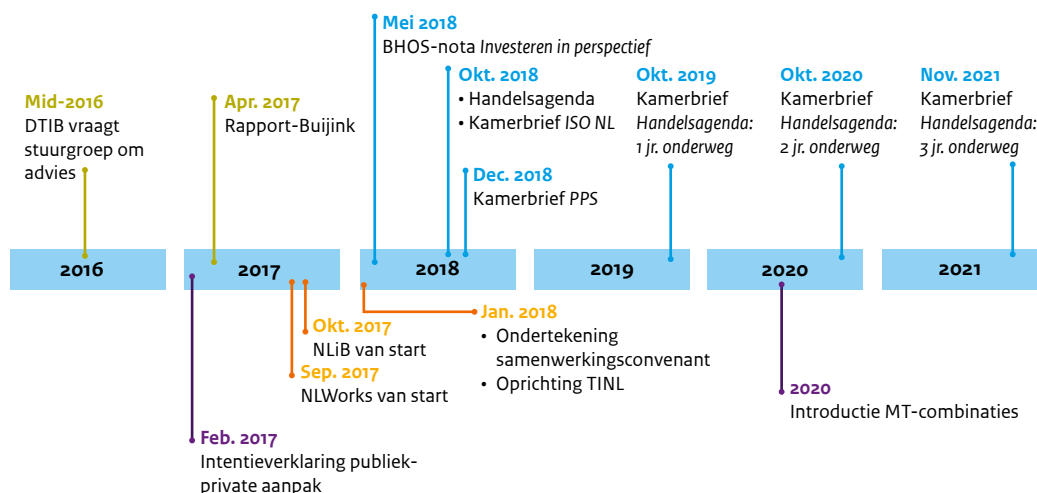 Mei 2018
BHOS-nota Investeren in perspectief
Mid-2016
DTIB vraagt
stuurgroep om
advies
Apr. 2017
Rapport-Buijink
Okt. 2018
• Handelsagenda
• Kamerbrief ISO NL
Dec. 2018
Kamerbrief PPS
Okt. 2019
Kamerbrief
Handelsagenda:
1 jr. onderweg
Okt. 2020
Kamerbrief
Handelsagenda:
2 jr. onderweg
Nov. 2021
Kamerbrief
Handelsagenda:
3 jr. onderweg
2016
2017
2018
2019
2020
2021
Okt. 2017
NLiB van start
Sep. 2017
NLWorks van start
Feb. 2017
Intentieverklaring publiek-
private aanpak
Jan. 2018
• Ondertekening
samenwerkingsconvenant
• Oprichting TINL
2020
Introductie MT-combinaties